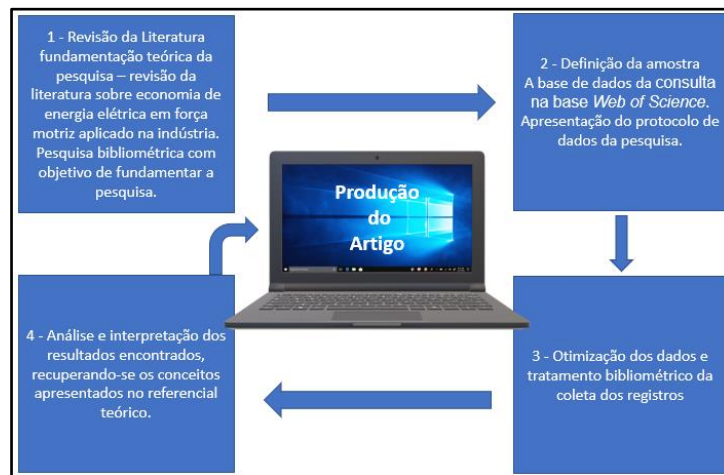 1 - Revisão da Literatura
fundamentação teórica da
pesquisa – revisão da
literatura sobre economia de
energia elétrica em força
motriz aplicado na indústria.
Pesquisa bibliométrica com
objetivo de fundamentar a
pesquisa.
2 - Definição da amostra
A base de dados da consulta
na base Web of Science.
Apresentação do protocolo de
dados da pesquisa.
Produção
do
Artigo
3 - Otimização dos dados e
tratamento bibliométrico da
coleta dos registros
4 - Análise e interpretação dos
resultados encontrados,
recuperando-se os conceitos
apresentados no referencial
teórico.